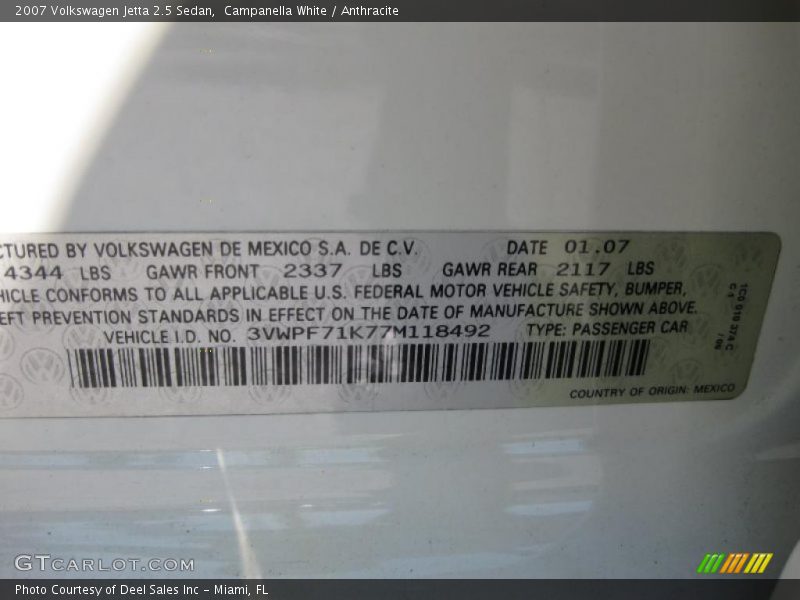 2007 Volkswagen Jetta 2.5 Sedan, Campanella White / Anthracite
CTURED BY VOLKSWAGEN DE MEXICO S.A. DE C.V. DATE 01.07
4344 LBS GAWR FRONT 2337 LBS GAWR REAR 2117 LBS
HICLE CONFORMS TO ALL APPLICABLE U.S. FEDERAL MOTOR VEHICLE SAFETY, BUMPER,
EFT PREVENTION STANDARDS IN EFFECT ON THE DATE OF MANUFACTURE SHOWN ABOVE.
VEHICLE I.D. NO. 3VWPF71K77M118492 TYPE: PASSENGER CAR
COUNTRY OF ORIGIN: MEXICO
1C0 010 374 C
GTCARLOT.COM
Photo Courtesy of Deel Sales Inc - Miami, FL